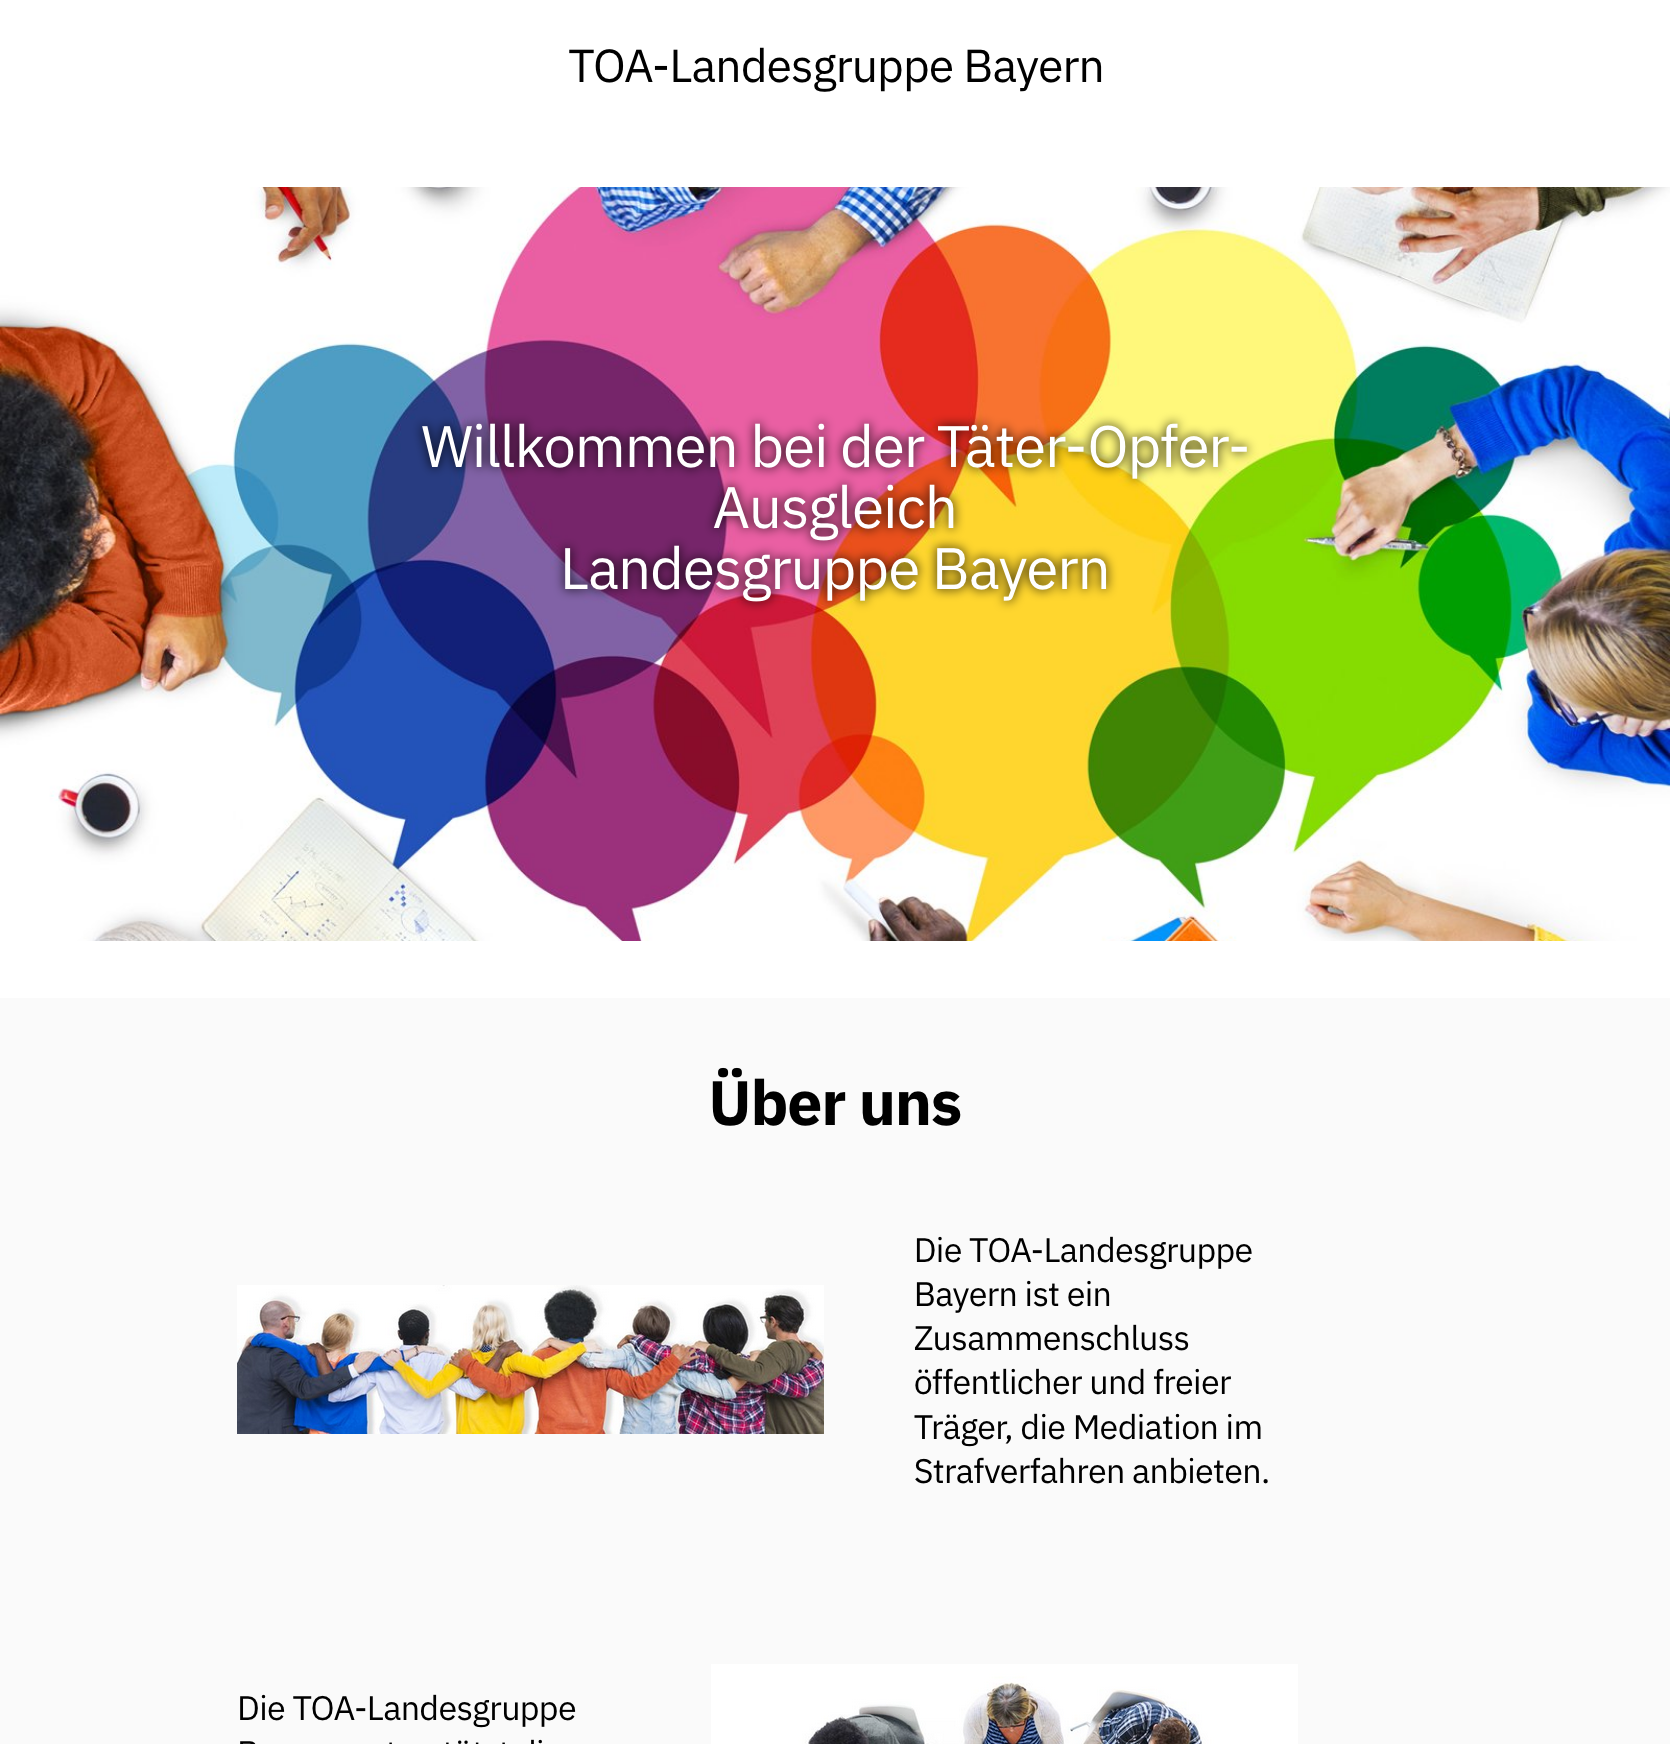 TOA-Landesgruppe Bayern
Willkommen bei der Täter-Opfer-
Ausgleich
Landesgruppe Bayern
Über uns
Die TOA-Landesgruppe
Bayern ist ein
Zusammenschluss
öffentlicher und freier
Träger, die Mediation im
Strafverfahren anbieten.
Die TOA-Landesgruppe